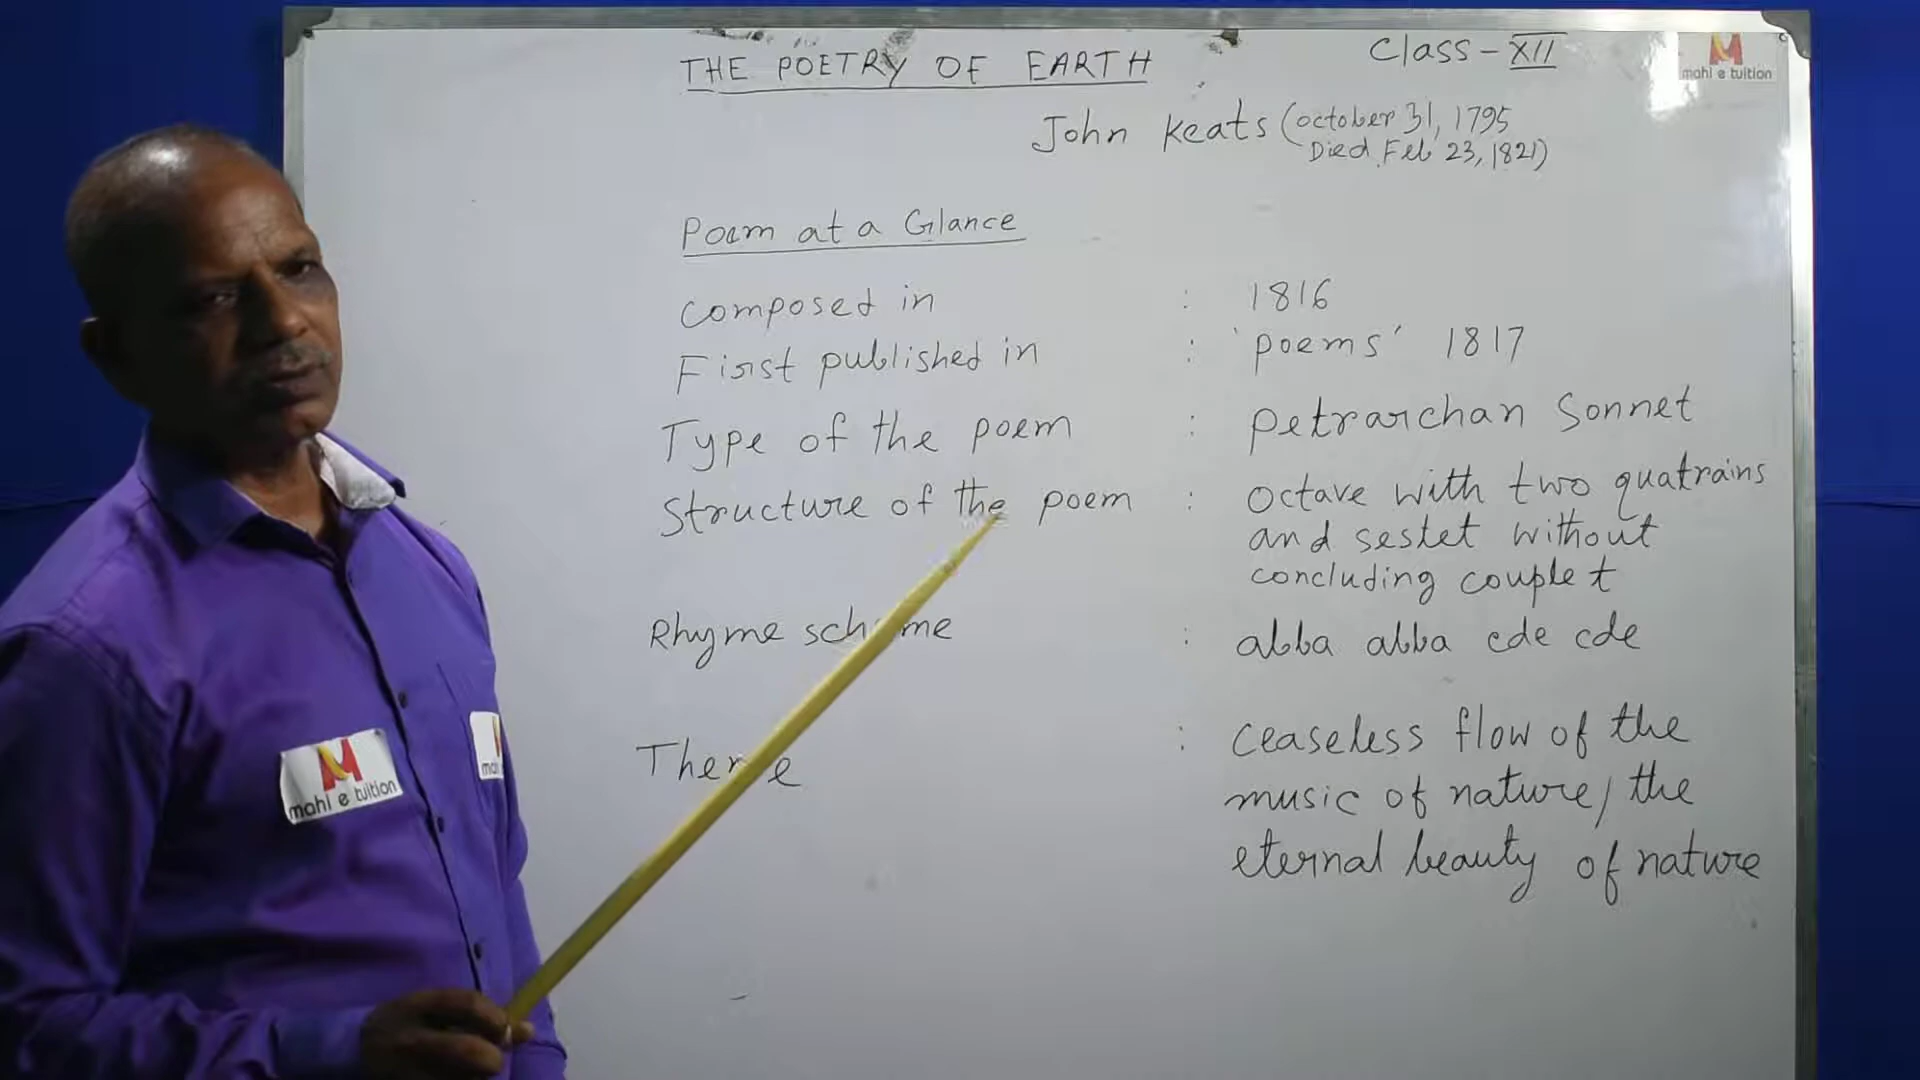 THE POETRY OF EARTH
Class - XII
M
mahi e tuition
John Keats (October 31, 1795
Died Feb 23, 1821)
Poem at a Glance
Composed in : 1816
First published in : 'poems' 1817
Type of the poem : Petrarchan Sonnet
Structure of the poem : Octave with two quatrains
and sestet without
concluding couplet
Rhyme scheme : abba abba cde cde
Theme : Ceaseless flow of the
music of nature / the
eternal beauty of nature
M
mahi e tuition